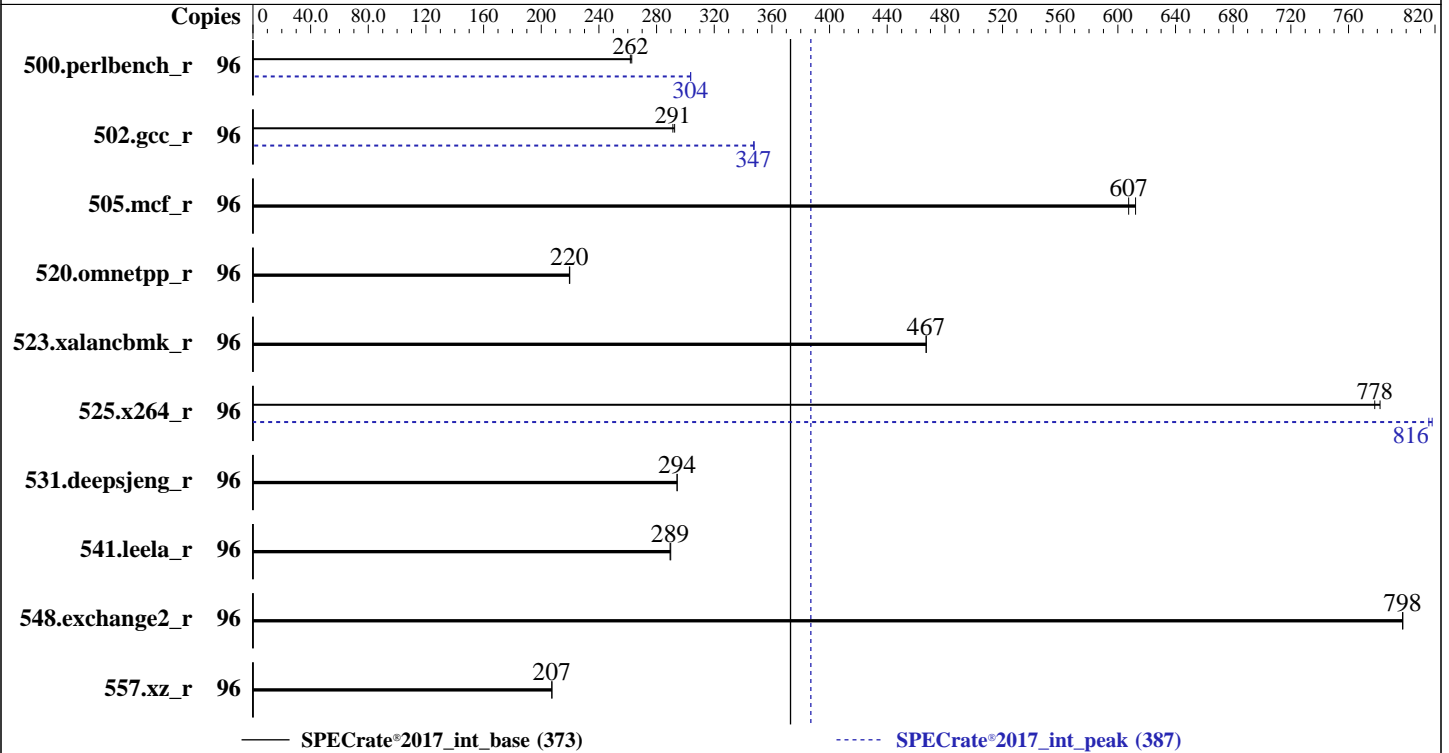 Copies 0 40.0 80.0 120 160 200 240 280 320 360 400 440 480 520 560 600 640 680 720 760 820
500.perlbench_r 96 262
304
502.gcc_r 96 291
347
505.mcf_r 96 607
520.omnetpp_r 96 220
523.xalancbmk_r 96 467
525.x264_r 96 778
816
531.deepsjeng_r 96 294
541.leela_r 96 289
548.exchange2_r 96 798
557.xz_r 96 207
SPECrate®2017_int_base (373) SPECrate®2017_int_peak (387)